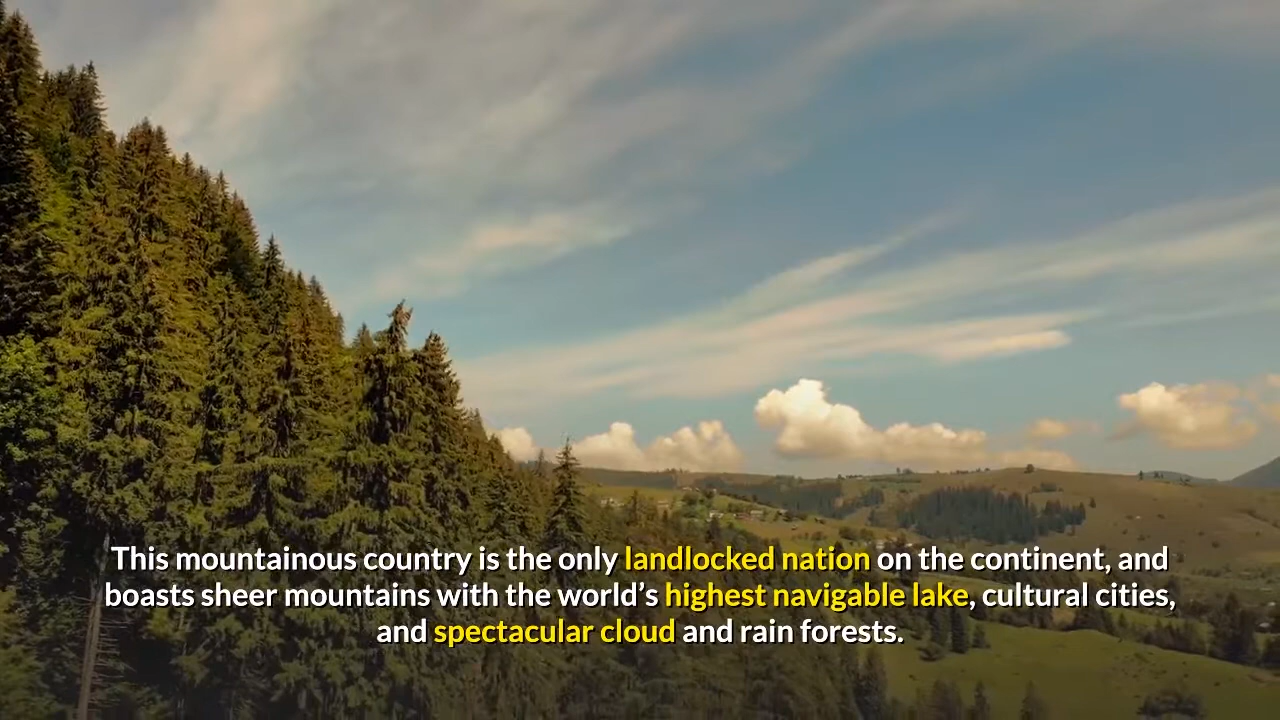 This mountainous country is the only landlocked nation on the continent, and
boasts sheer mountains with the world’s highest navigable lake, cultural cities,
and spectacular cloud and rain forests.